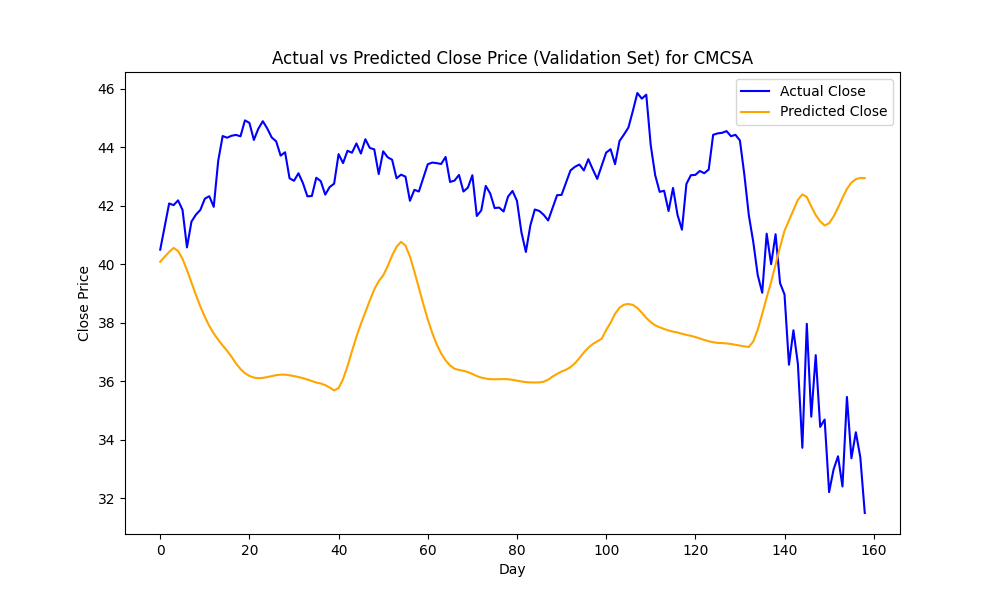 Actual vs Predicted Close Price (Validation Set) for CMCSA
Actual Close
Predicted Close
Close Price
46
44
42
40
38
36
34
32
0 20 40 60 80 100 120 140 160
Day